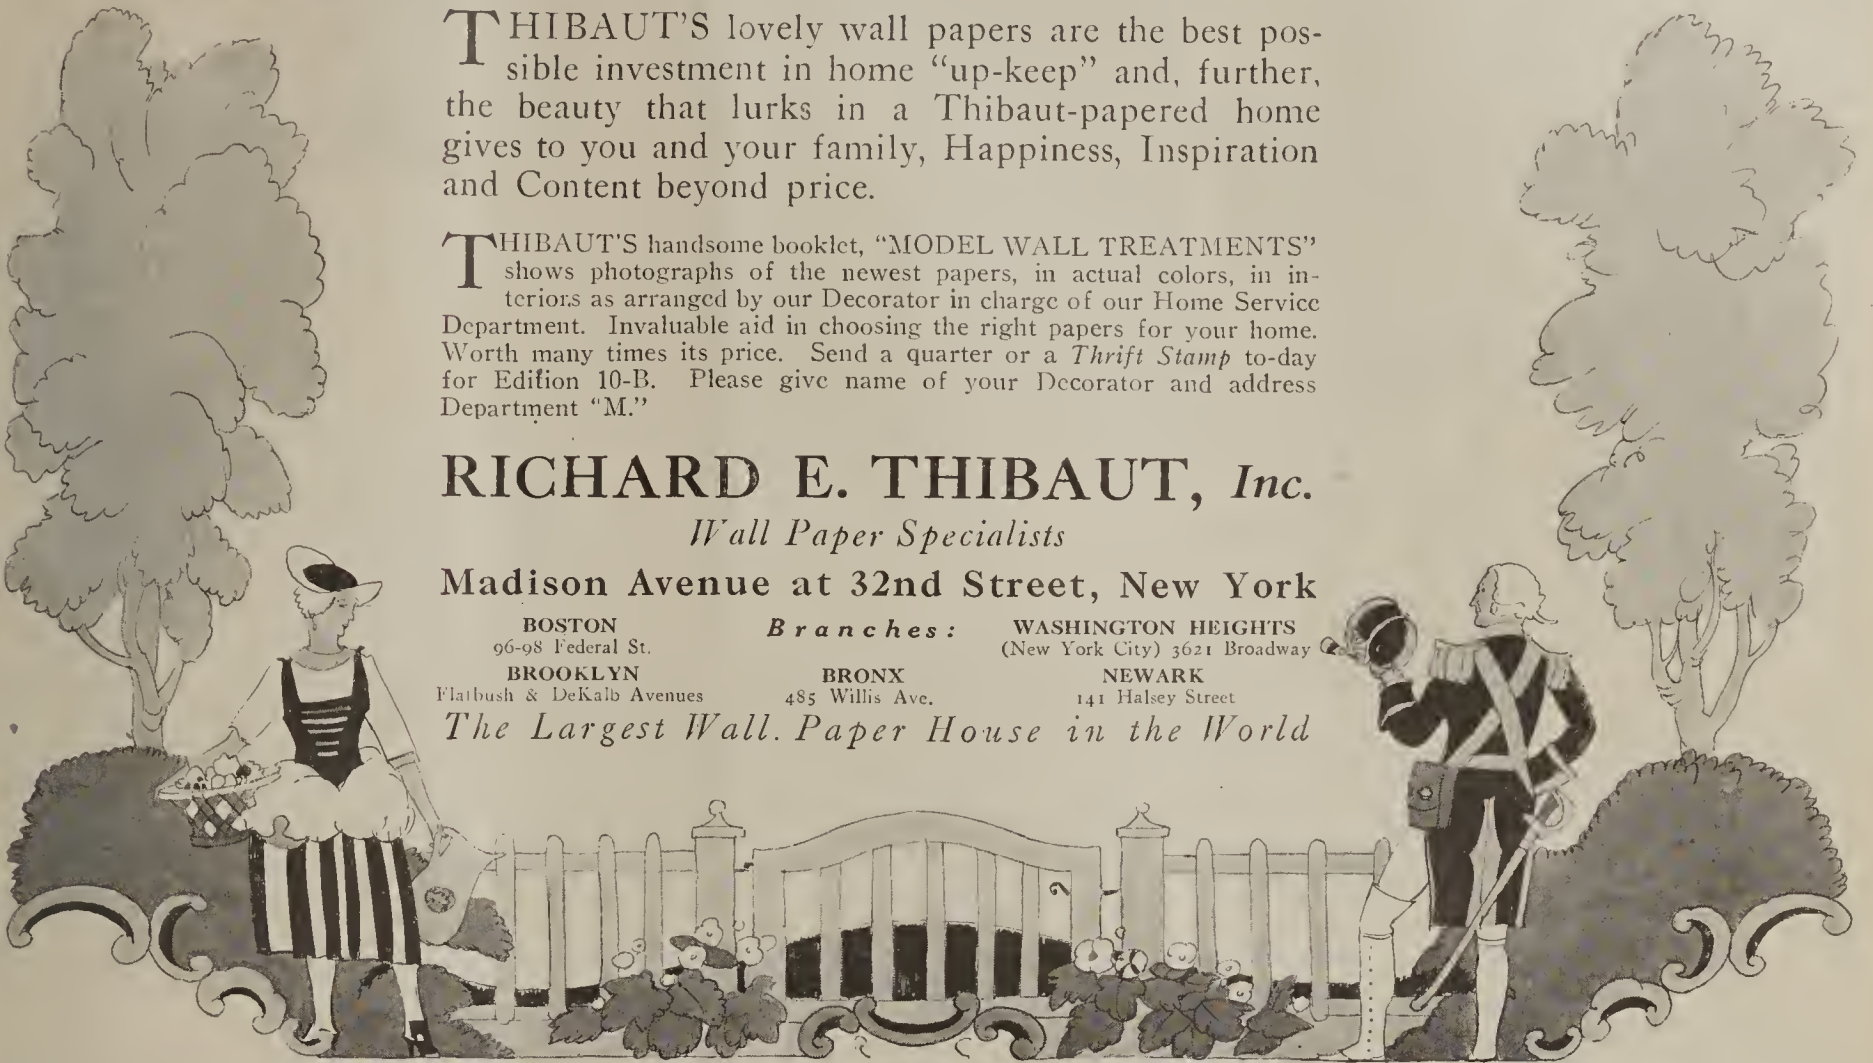 THIBAUT'S lovely wall papers are the best pos-
sible investment in home "up-keep" and, further,
the beauty that lurks in a Thibaut-papered home
gives to you and your family, Happiness, Inspiration
and Content beyond price.
THIBAUT'S handsome booklet, "MODEL WALL TREATMENTS"
shows photographs of the newest papers, in actual colors, in in-
teriors as arranged by our Decorator in charge of our Home Service
Department. Invaluable aid in choosing the right papers for your home.
Worth many times its price. Send a quarter or a Thrift Stamp to-day
for Edition 10-B. Please give name of your Decorator and address
Department "M."
RICHARD E. THIBAUT, Inc.
Wall Paper Specialists
Madison Avenue at 32nd Street, New York
Branches:
BOSTON
96-98 Federal St.
WASHINGTON HEIGHTS
(New York City) 3621 Broadway
BROOKLYN
Flatbush & DeKalb Avenues
BRONX
485 Willis Ave.
NEWARK
141 Halsey Street
The Largest Wall Paper House in the World